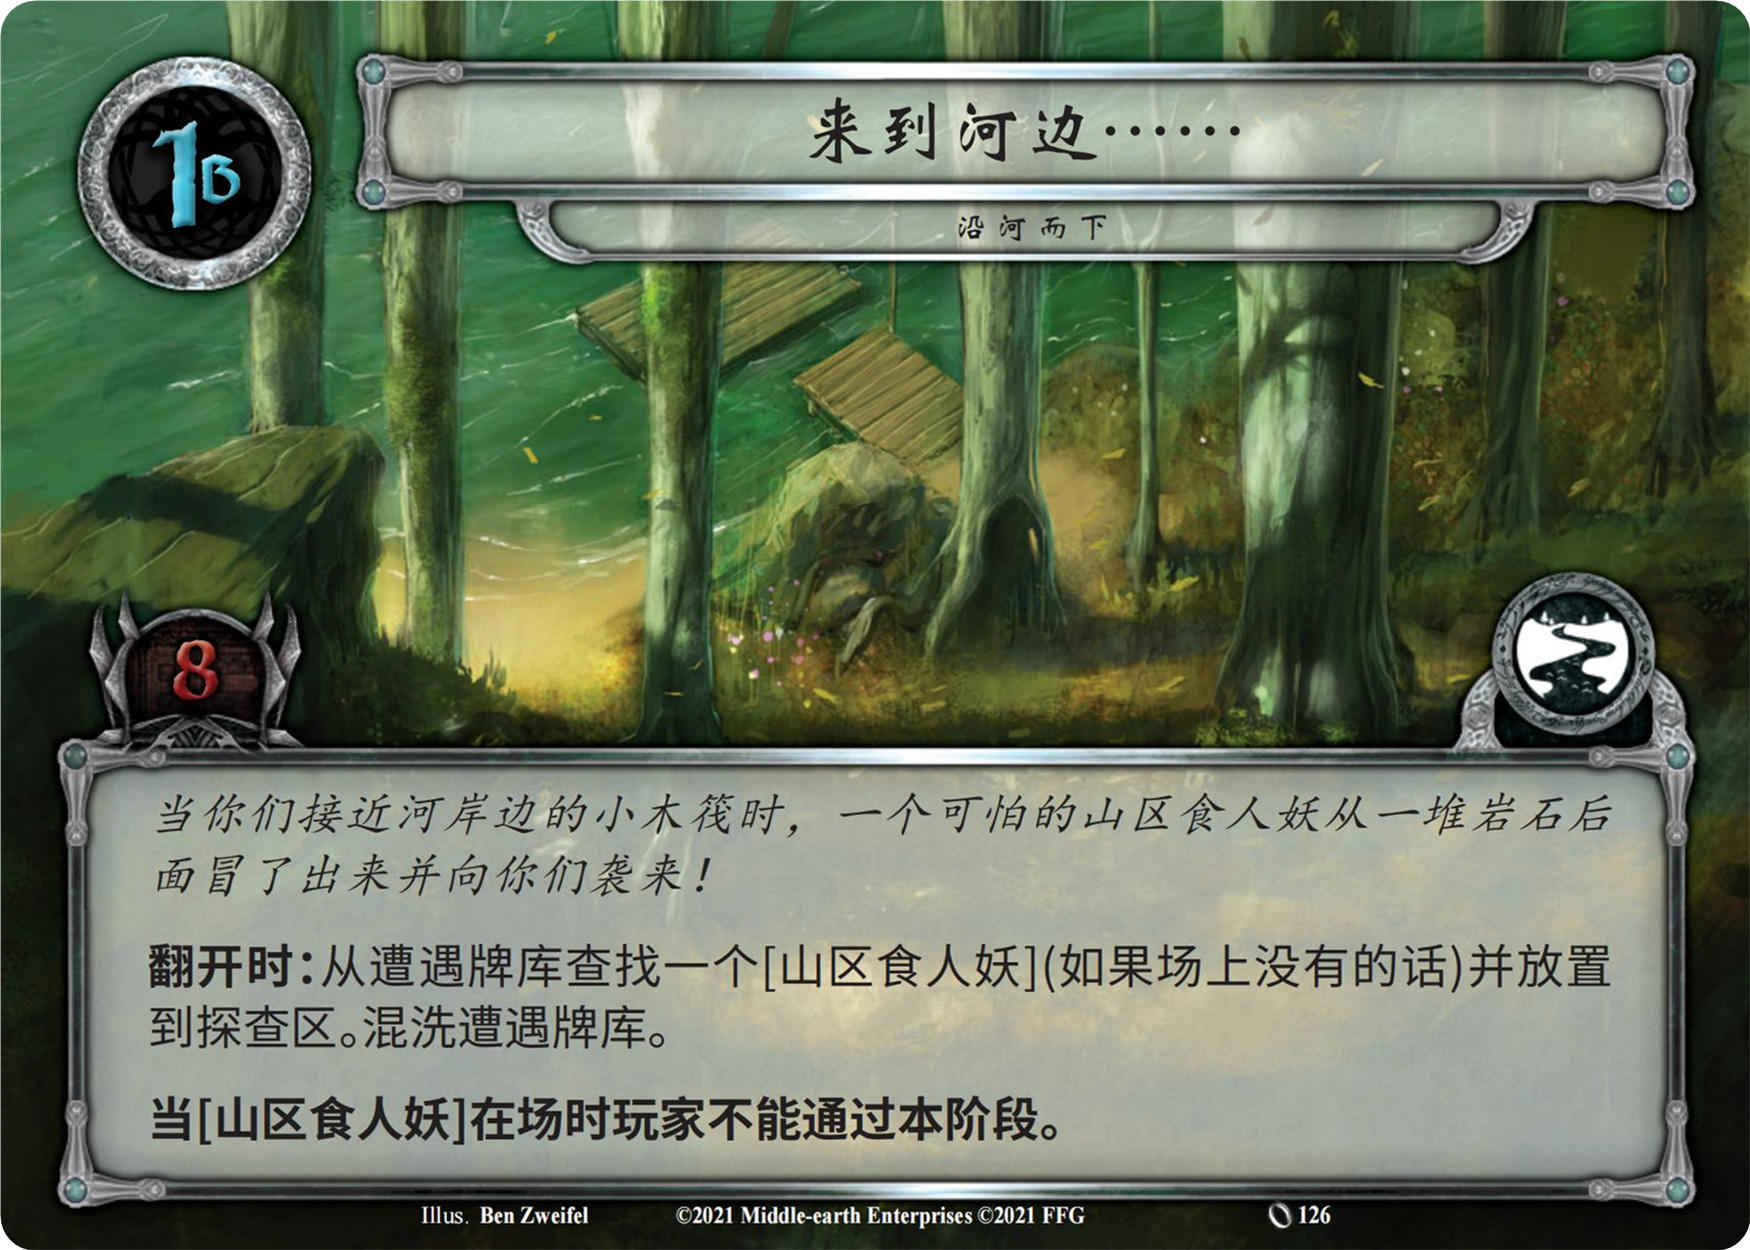 1B
来到河边……
沿河而下
8
当你们接近河岸边的小木筏时，一个可怕的山区食人妖从一堆岩石后
面冒了出来并向你们袭来！
翻开时：从遭遇牌库查找一个[山区食人妖](如果场上没有的话)并放置
到探查区。混洗遭遇牌库。
当[山区食人妖]在场时玩家不能通过本阶段。
Illus. Ben Zweifel ©2021 Middle-earth Enterprises ©2021 FFG 126